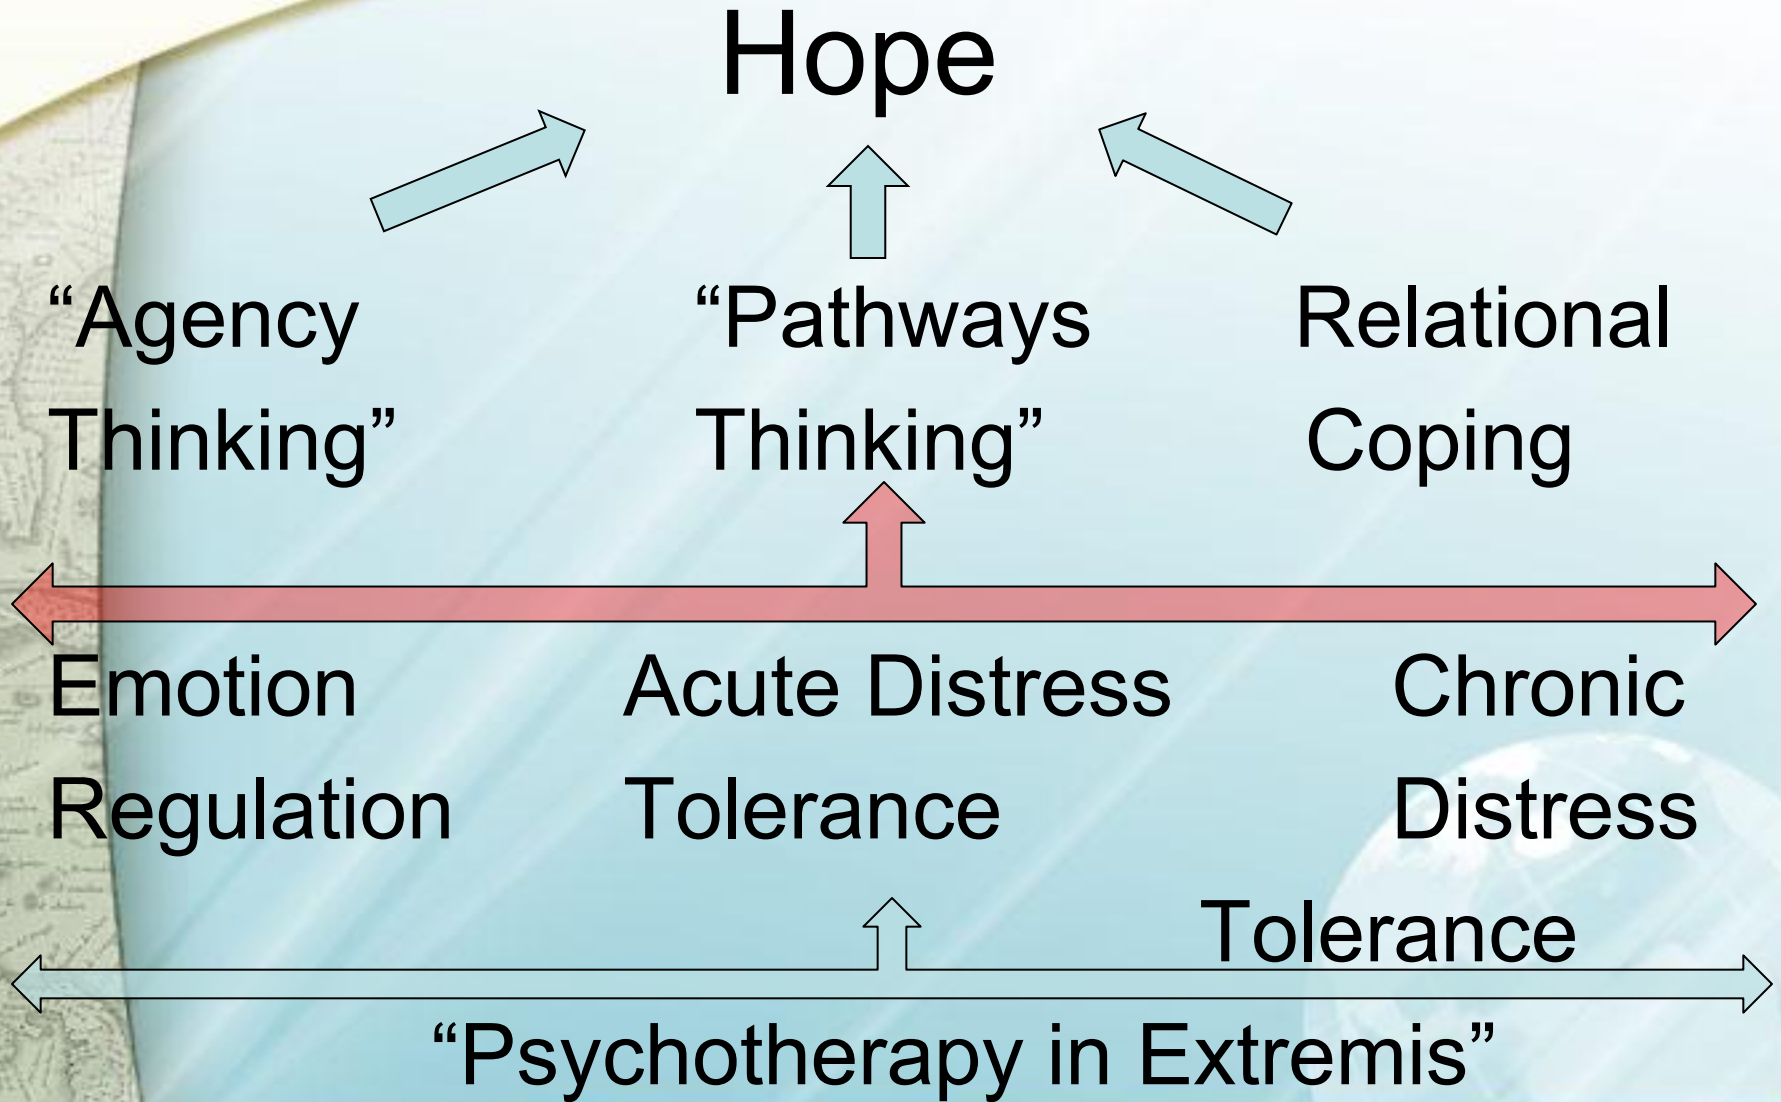 Hope
“Agency “Pathways Relational
Thinking” Thinking” Coping
Emotion Acute Distress Chronic
Regulation Tolerance Distress
Tolerance
“Psychotherapy in Extremis”